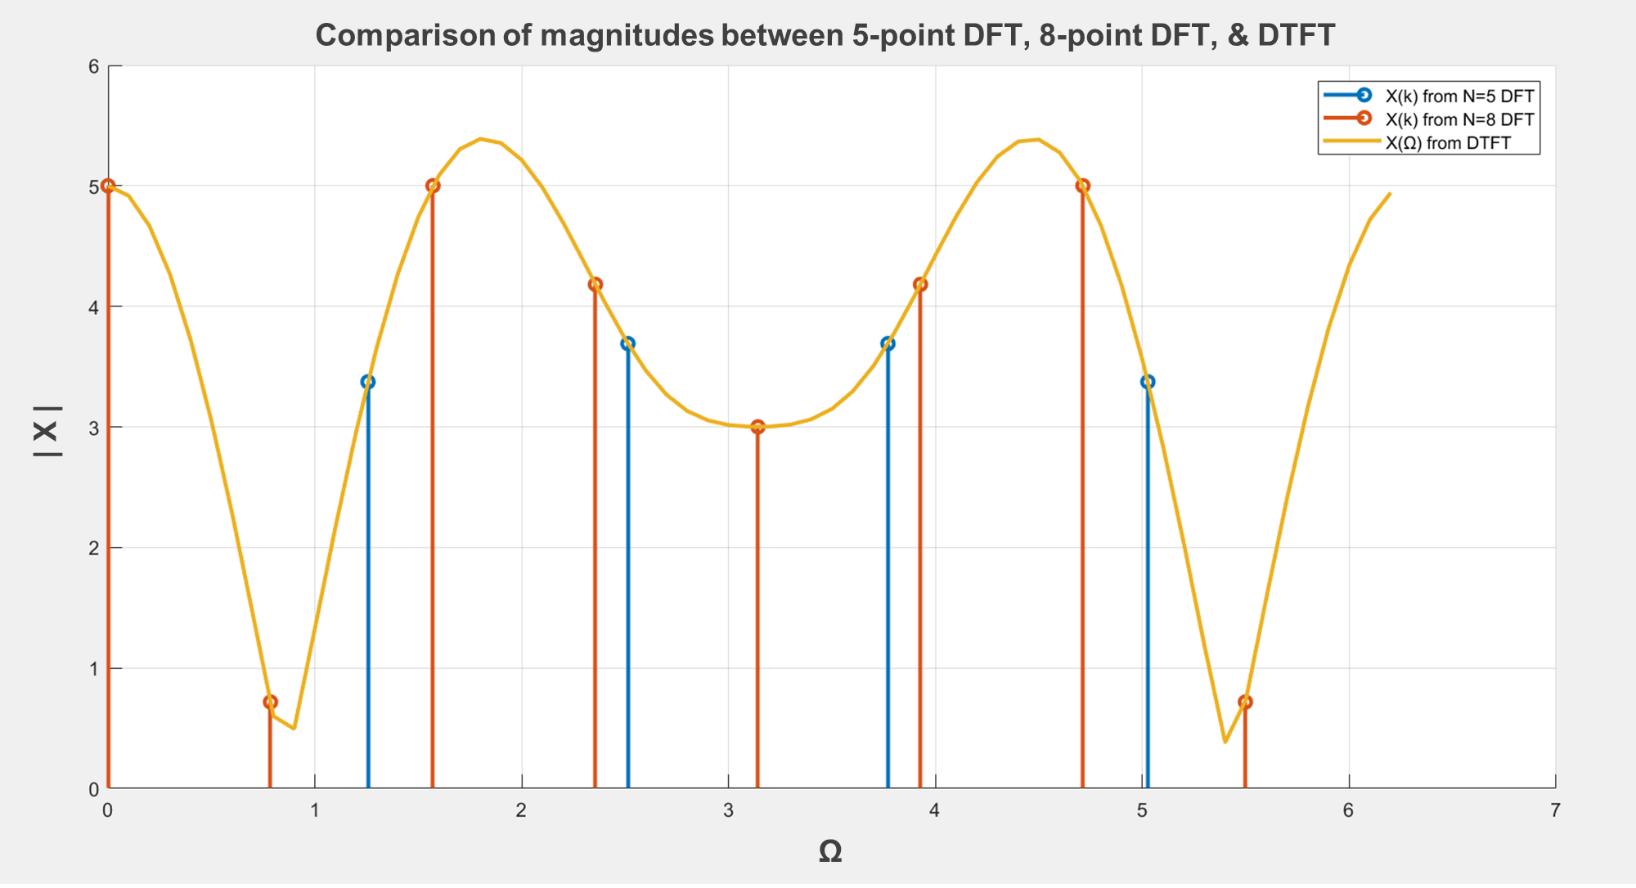 Comparison of magnitudes between 5-point DFT, 8-point DFT, & DTFT
6
5
4
3
2
1
0
|X|
X(k) from N=5 DFT
X(k) from N=8 DFT
X(Ω) from DTFT
0 1 2 3 4 5 6 7
Ω